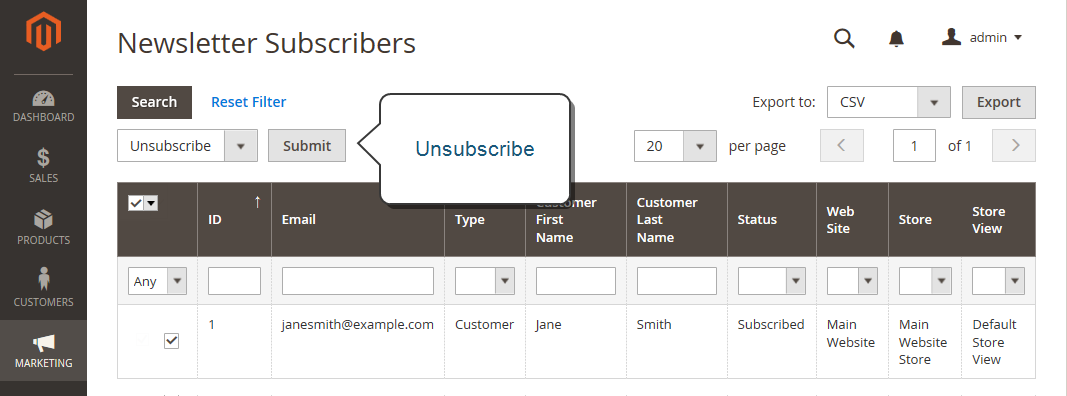 Newsletter Subscribers
admin
Search
Reset Filter
Export to:
CSV
Export
Unsubscribe
Submit
Unsubscribe
20
per page
1
of 1
DASHBOARD
SALES
PRODUCTS
CUSTOMERS
MARKETING
ID
Email
Type
Customer
First
Name
Customer
Last
Name
Status
Web
Site
Store
Store
View
Any
1
janesmith@example.com
Customer
Jane
Smith
Subscribed
Main
Website
Main
Website
Store
Default
Store
View